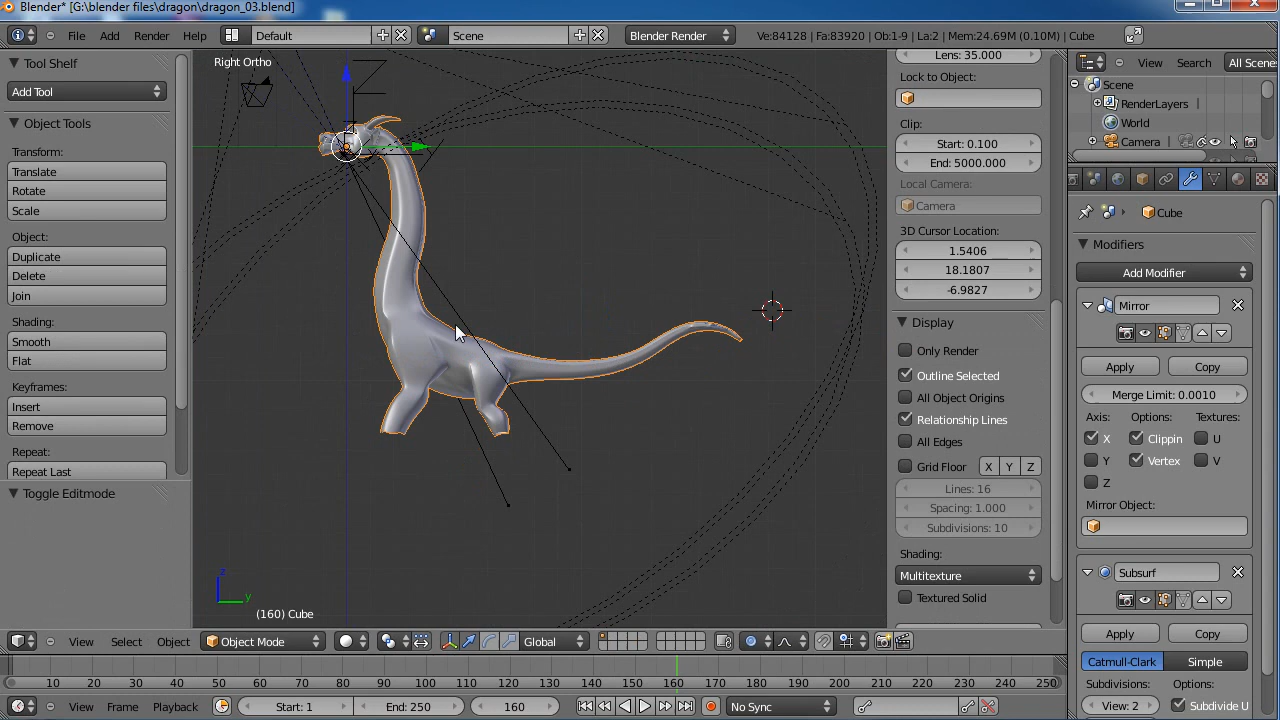 Blender* [G:\blender files\dragon\dragon_03.blend]
File Add Render Help Default Scene Blender Render Ve:84128 | Fa:83920 | Ob:1-9 | La:2 | Mem:24.69M (0.10M) | Cube
Tool Shelf
Add Tool
Object Tools
Transform:
Translate
Rotate
Scale
Object:
Duplicate
Delete
Join
Shading:
Smooth
Flat
Keyframes:
Insert
Remove
Repeat:
Repeat Last
Toggle Editmode
Right Ortho
z
y
(160) Cube
Lens: 35.000
Lock to Object:
Clip:
Start: 0.100
End: 5000.000
Local Camera:
Camera
3D Cursor Location:
1.5406
18.1807
-6.9827
Display
Only Render
Outline Selected
All Object Origins
Relationship Lines
All Edges
Grid Floor X Y Z
Lines: 16
Spacing: 1.000
Subdivisions: 10
Shading:
Multitexture
Textured Solid
View Search All Scene
Scene
RenderLayers
World
Camera
Cube
Modifiers
Add Modifier
Mirror
Apply Copy
Merge Limit: 0.0010
Axis: Options: Textures:
X Clippin U
Y Vertex V
Z
Mirror Object:
Subsurf
Apply Copy
Catmull-Clark Simple
Subdivisions: Options:
View: 2 Subdivide U
View Select Object Object Mode Global
10 20 30 40 50 60 70 80 90 100 110 120 130 140 150 160 170 180 190 200 210 220 230 240 250
View Frame Playback Start: 1 End: 250 160 No Sync